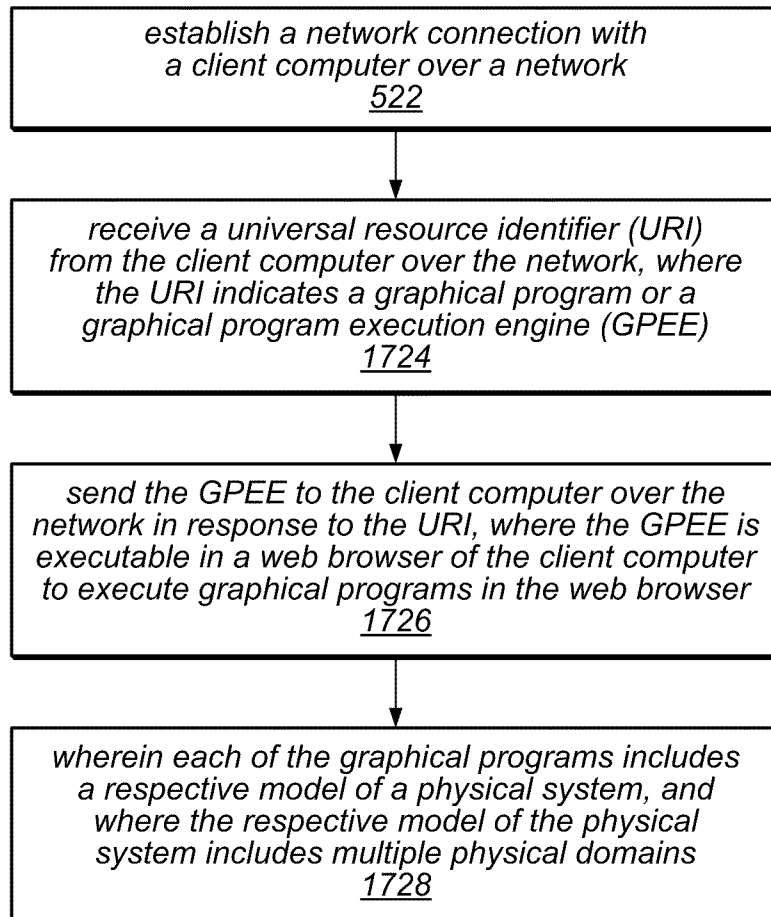 establish a network connection with
a client computer over a network
522
receive a universal resource identifier (URI)
from the client computer over the network, where
the URI indicates a graphical program or a
graphical program execution engine (GPEE)
1724
send the GPEE to the client computer over the
network in response to the URI, where the GPEE is
executable in a web browser of the client computer
to execute graphical programs in the web browser
1726
wherein each of the graphical programs includes
a respective model of a physical system, and
where the respective model of the physical
system includes multiple physical domains
1728